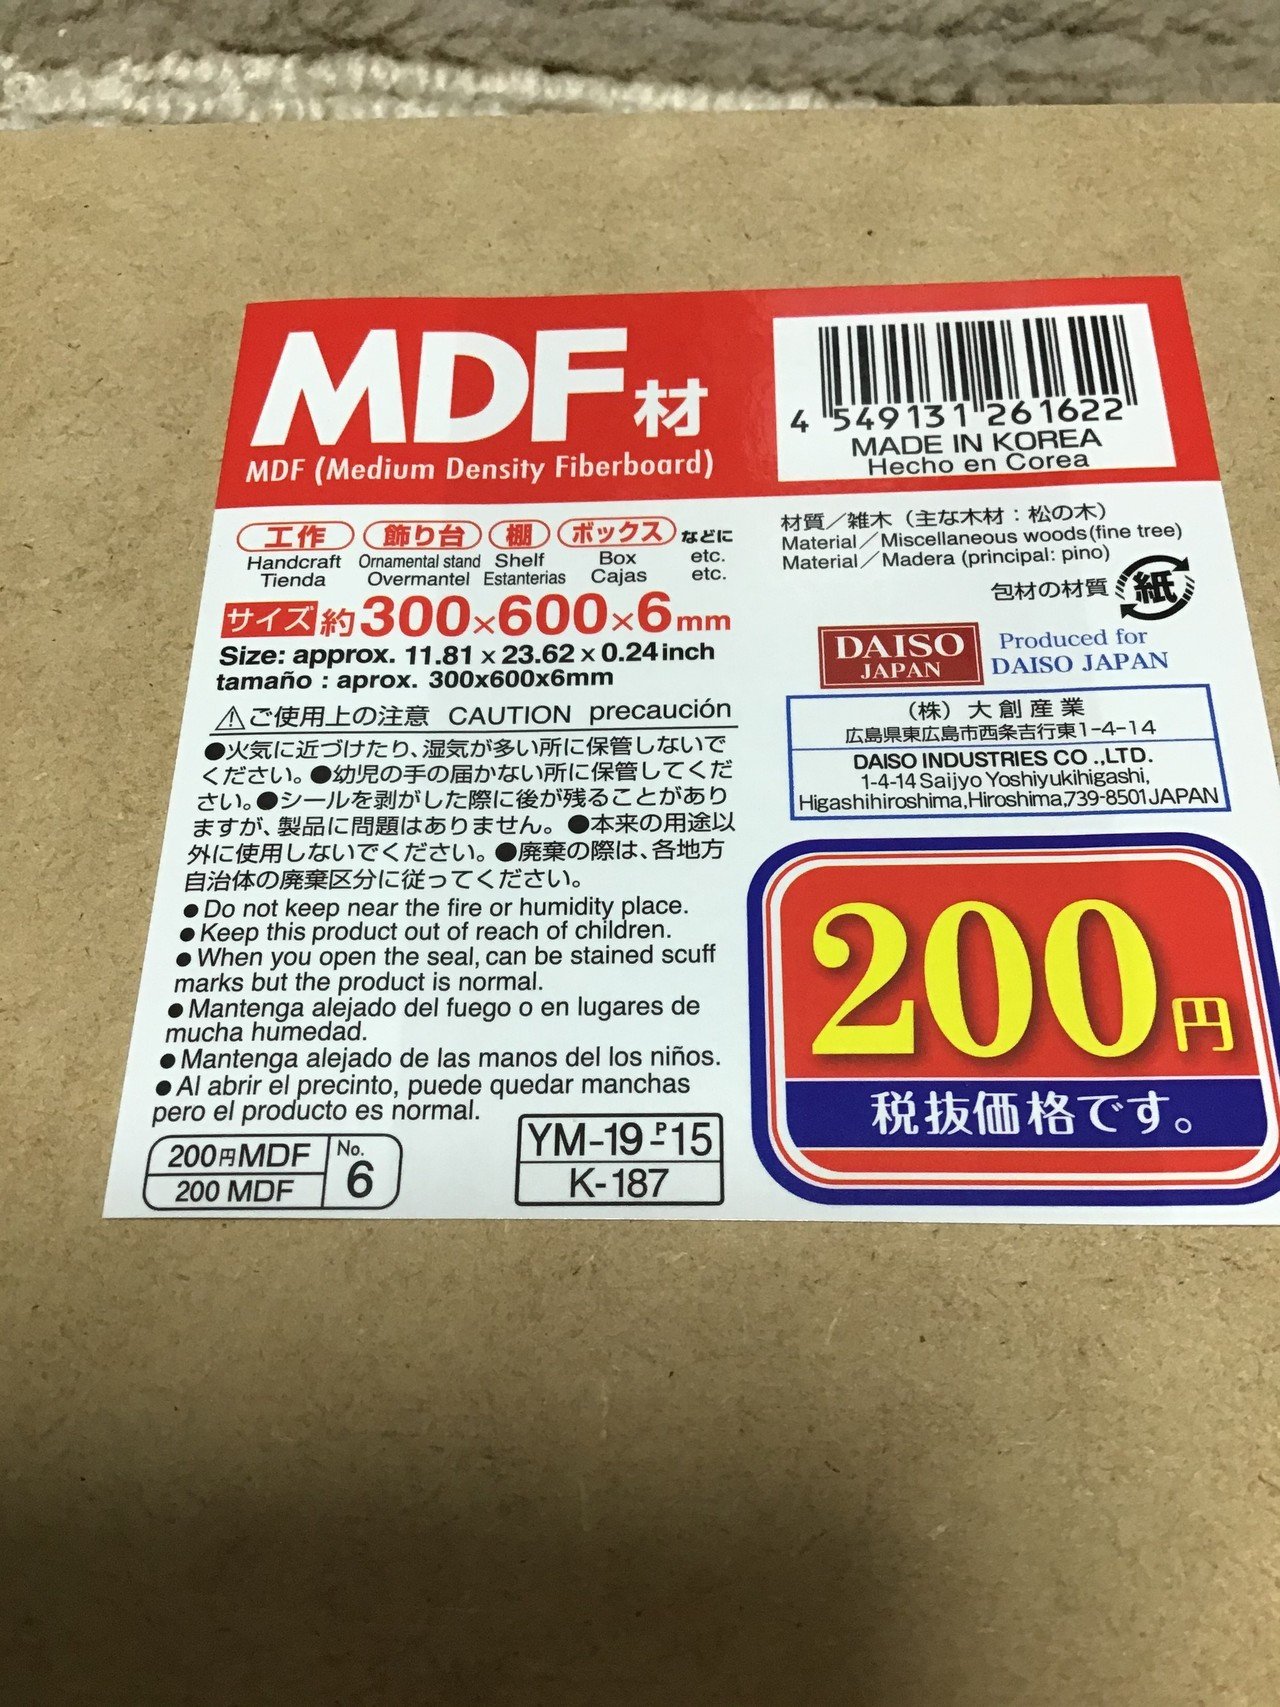 MDF材
MDF (Medium Density Fiberboard)
4 549131 261622
MADE IN KOREA
Hecho en Corea
工作 飾り台 棚 ボックス などに
Handcraft Ornamental stand Shelf Box etc.
Tienda Overmantel Estanterias Cajas etc.
サイズ 約300×600×6mm
Size: approx. 11.81 x 23.62 x 0.24 inch
tamaño : aprox. 300x600x6mm
⚠ご使用上の注意 CAUTION precaución
●火気に近づけたり、湿気が多い所に保管しないで
ください。●幼児の手の届かない所に保管してくだ
さい。●シールを剥がした際に後が残ることがあり
ますが、製品に問題はありません。●本来の用途以
外に使用しないでください。●廃棄の際は、各地方
自治体の廃棄区分に従ってください。
●Do not keep near the fire or humidity place.
●Keep this product out of reach of children.
●When you open the seal, can be stained scuff
marks but the product is normal.
●Mantenga alejado del fuego o en lugares de
mucha humedad.
●Mantenga alejado de las manos del los niños.
●Al abrir el precinto, puede quedar manchas
pero el producto es normal.
200円MDF No.
200 MDF 6
YM-19-P-15
K-187
材質／雑木（主な木材：松の木）
Material／Miscellaneous woods(fine tree)
Material／Madera (principal: pino)
包材の材質 紙
DAISO
JAPAN
Produced for
DAISO JAPAN
（株）大創産業
広島県東広島市西条吉行東1-4-14
DAISO INDUSTRIES CO .,LTD.
1-4-14 Saijyo Yoshiyukihigashi,
Higashihiroshima,Hiroshima,739-8501 JAPAN
200円
税抜価格です。